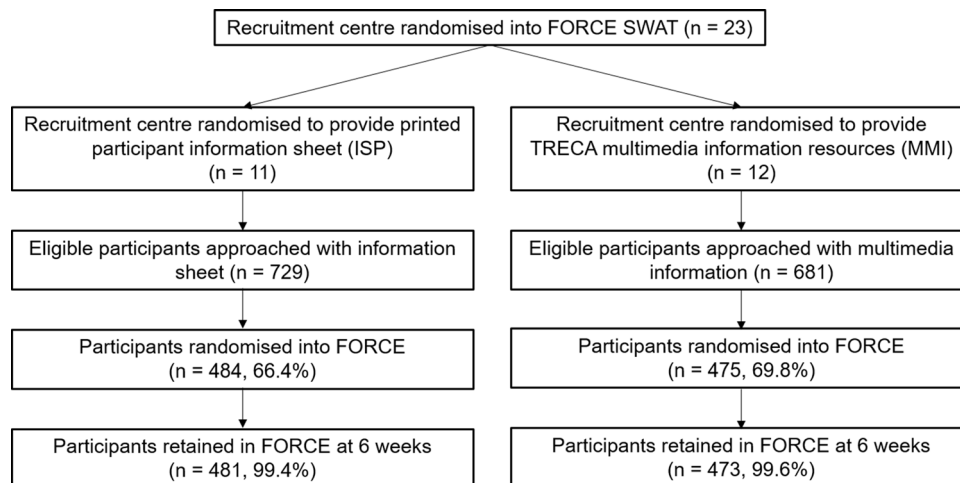 Recruitment centre randomised into FORCE SWAT (n = 23)
Recruitment centre randomised to provide printed
participant information sheet (ISP)
(n = 11)
Recruitment centre randomised to provide
TRECA multimedia information resources (MMI)
(n = 12)
Eligible participants approached with information
sheet (n = 729)
Eligible participants approached with multimedia
information (n = 681)
Participants randomised into FORCE
(n = 484, 66.4%)
Participants randomised into FORCE
(n = 475, 69.8%)
Participants retained in FORCE at 6 weeks
(n = 481, 99.4%)
Participants retained in FORCE at 6 weeks
(n = 473, 99.6%)